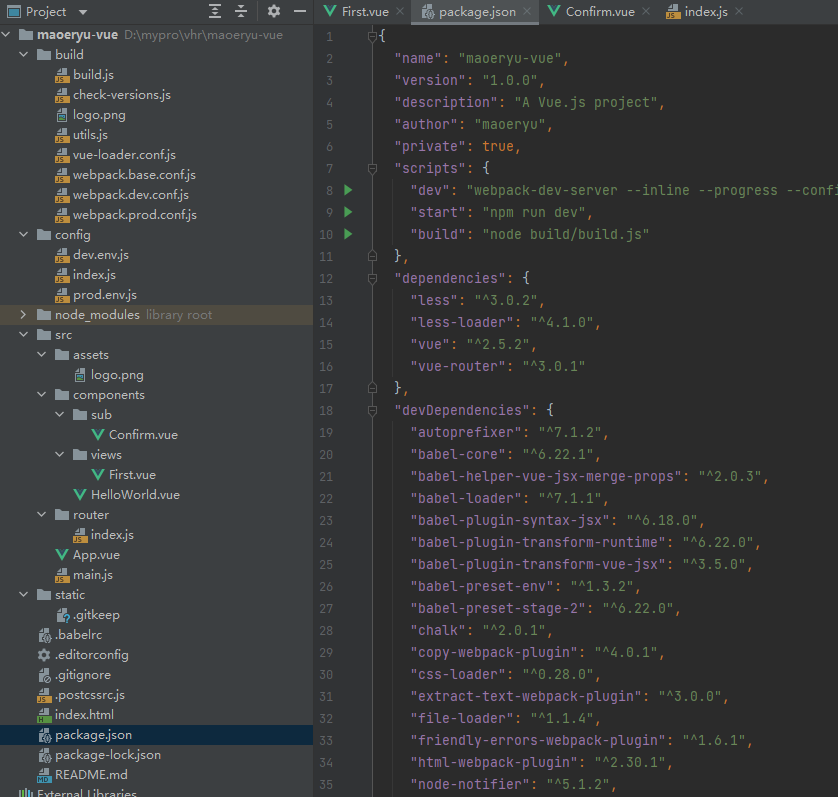 Project
First.vue
package.json
Confirm.vue
index.js
maoeryu-vue D:\mypro\vhr\maoeryu-vue
build
build.js
check-versions.js
logo.png
utils.js
vue-loader.conf.js
webpack.base.conf.js
webpack.dev.conf.js
webpack.prod.conf.js
config
dev.env.js
index.js
prod.env.js
node_modules library root
src
assets
logo.png
components
sub
Confirm.vue
views
First.vue
HelloWorld.vue
router
index.js
App.vue
main.js
static
.gitkeep
.babelrc
.editorconfig
.gitignore
.postcssrc.js
index.html
package.json
package-lock.json
README.md
External Libraries
1 {
2 "name": "maoeryu-vue",
3 "version": "1.0.0",
4 "description": "A Vue.js project",
5 "author": "maoeryu",
6 "private": true,
7 "scripts": {
8 "dev": "webpack-dev-server --inline --progress --confi
9 "start": "npm run dev",
10 "build": "node build/build.js"
11 },
12 "dependencies": {
13 "less": "^3.0.2",
14 "less-loader": "^4.1.0",
15 "vue": "^2.5.2",
16 "vue-router": "^3.0.1"
17 },
18 "devDependencies": {
19 "autoprefixer": "^7.1.2",
20 "babel-core": "^6.22.1",
21 "babel-helper-vue-jsx-merge-props": "^2.0.3",
22 "babel-loader": "^7.1.1",
23 "babel-plugin-syntax-jsx": "^6.18.0",
24 "babel-plugin-transform-runtime": "^6.22.0",
25 "babel-plugin-transform-vue-jsx": "^3.5.0",
26 "babel-preset-env": "^1.3.2",
27 "babel-preset-stage-2": "^6.22.0",
28 "chalk": "^2.0.1",
29 "copy-webpack-plugin": "^4.0.1",
30 "css-loader": "^0.28.0",
31 "extract-text-webpack-plugin": "^3.0.0",
32 "file-loader": "^1.1.4",
33 "friendly-errors-webpack-plugin": "^1.6.1",
34 "html-webpack-plugin": "^2.30.1",
35 "node-notifier": "^5.1.2",